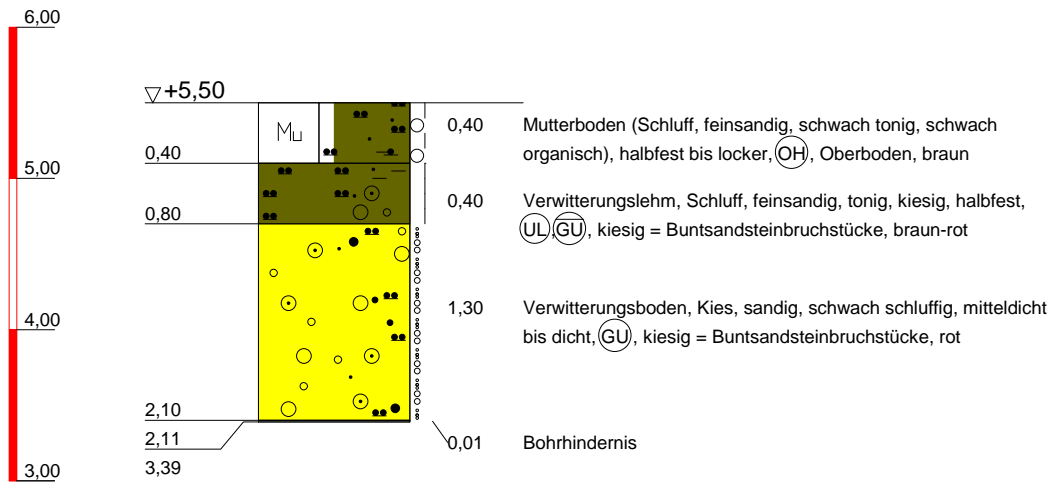 6,00
▽+5,50
Mu
0,40
Mutterboden (Schluff, feinsandig, schwach tonig, schwach
0,40
organisch), halbfest bis locker, OH, Oberboden, braun
5,00
0,40
Verwitterungslehm, Schluff, feinsandig, tonig, kiesig, halbfest,
0,80
UL, G̅U̅, kiesig = Buntsandsteinbruchstücke, braun-rot
1,30
Verwitterungsboden, Kies, sandig, schwach schluffig, mitteldicht
4,00
bis dicht, GU, kiesig = Buntsandsteinbruchstücke, rot
2,10
2,11
0,01
Bohrhindernis
3,39
3,00